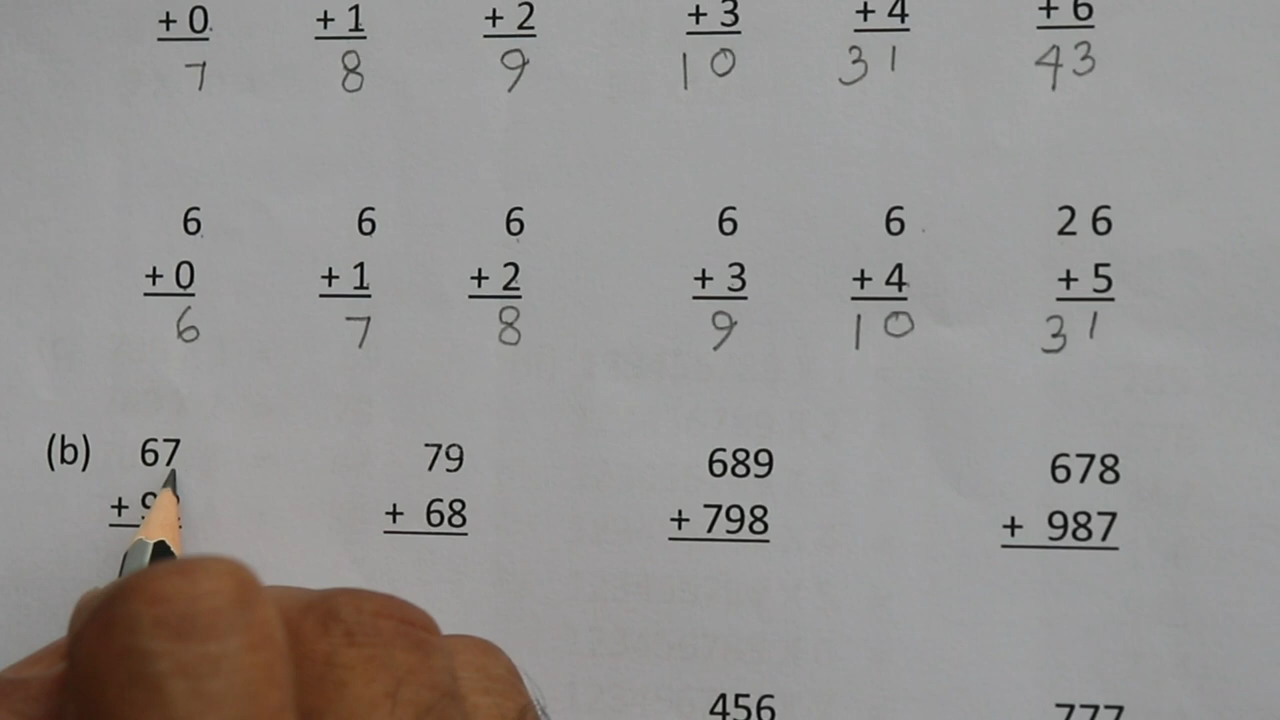 + 0 + 1 + 2 + 3 + 4 + 6
7 8 9 10 31 43
6 6 6 6 6 26
+ 0 + 1 + 2 + 3 + 4 + 5
6 7 8 9 10 31
(b) 67 79 689 678
+ + 68 + 798 + 987
456 777